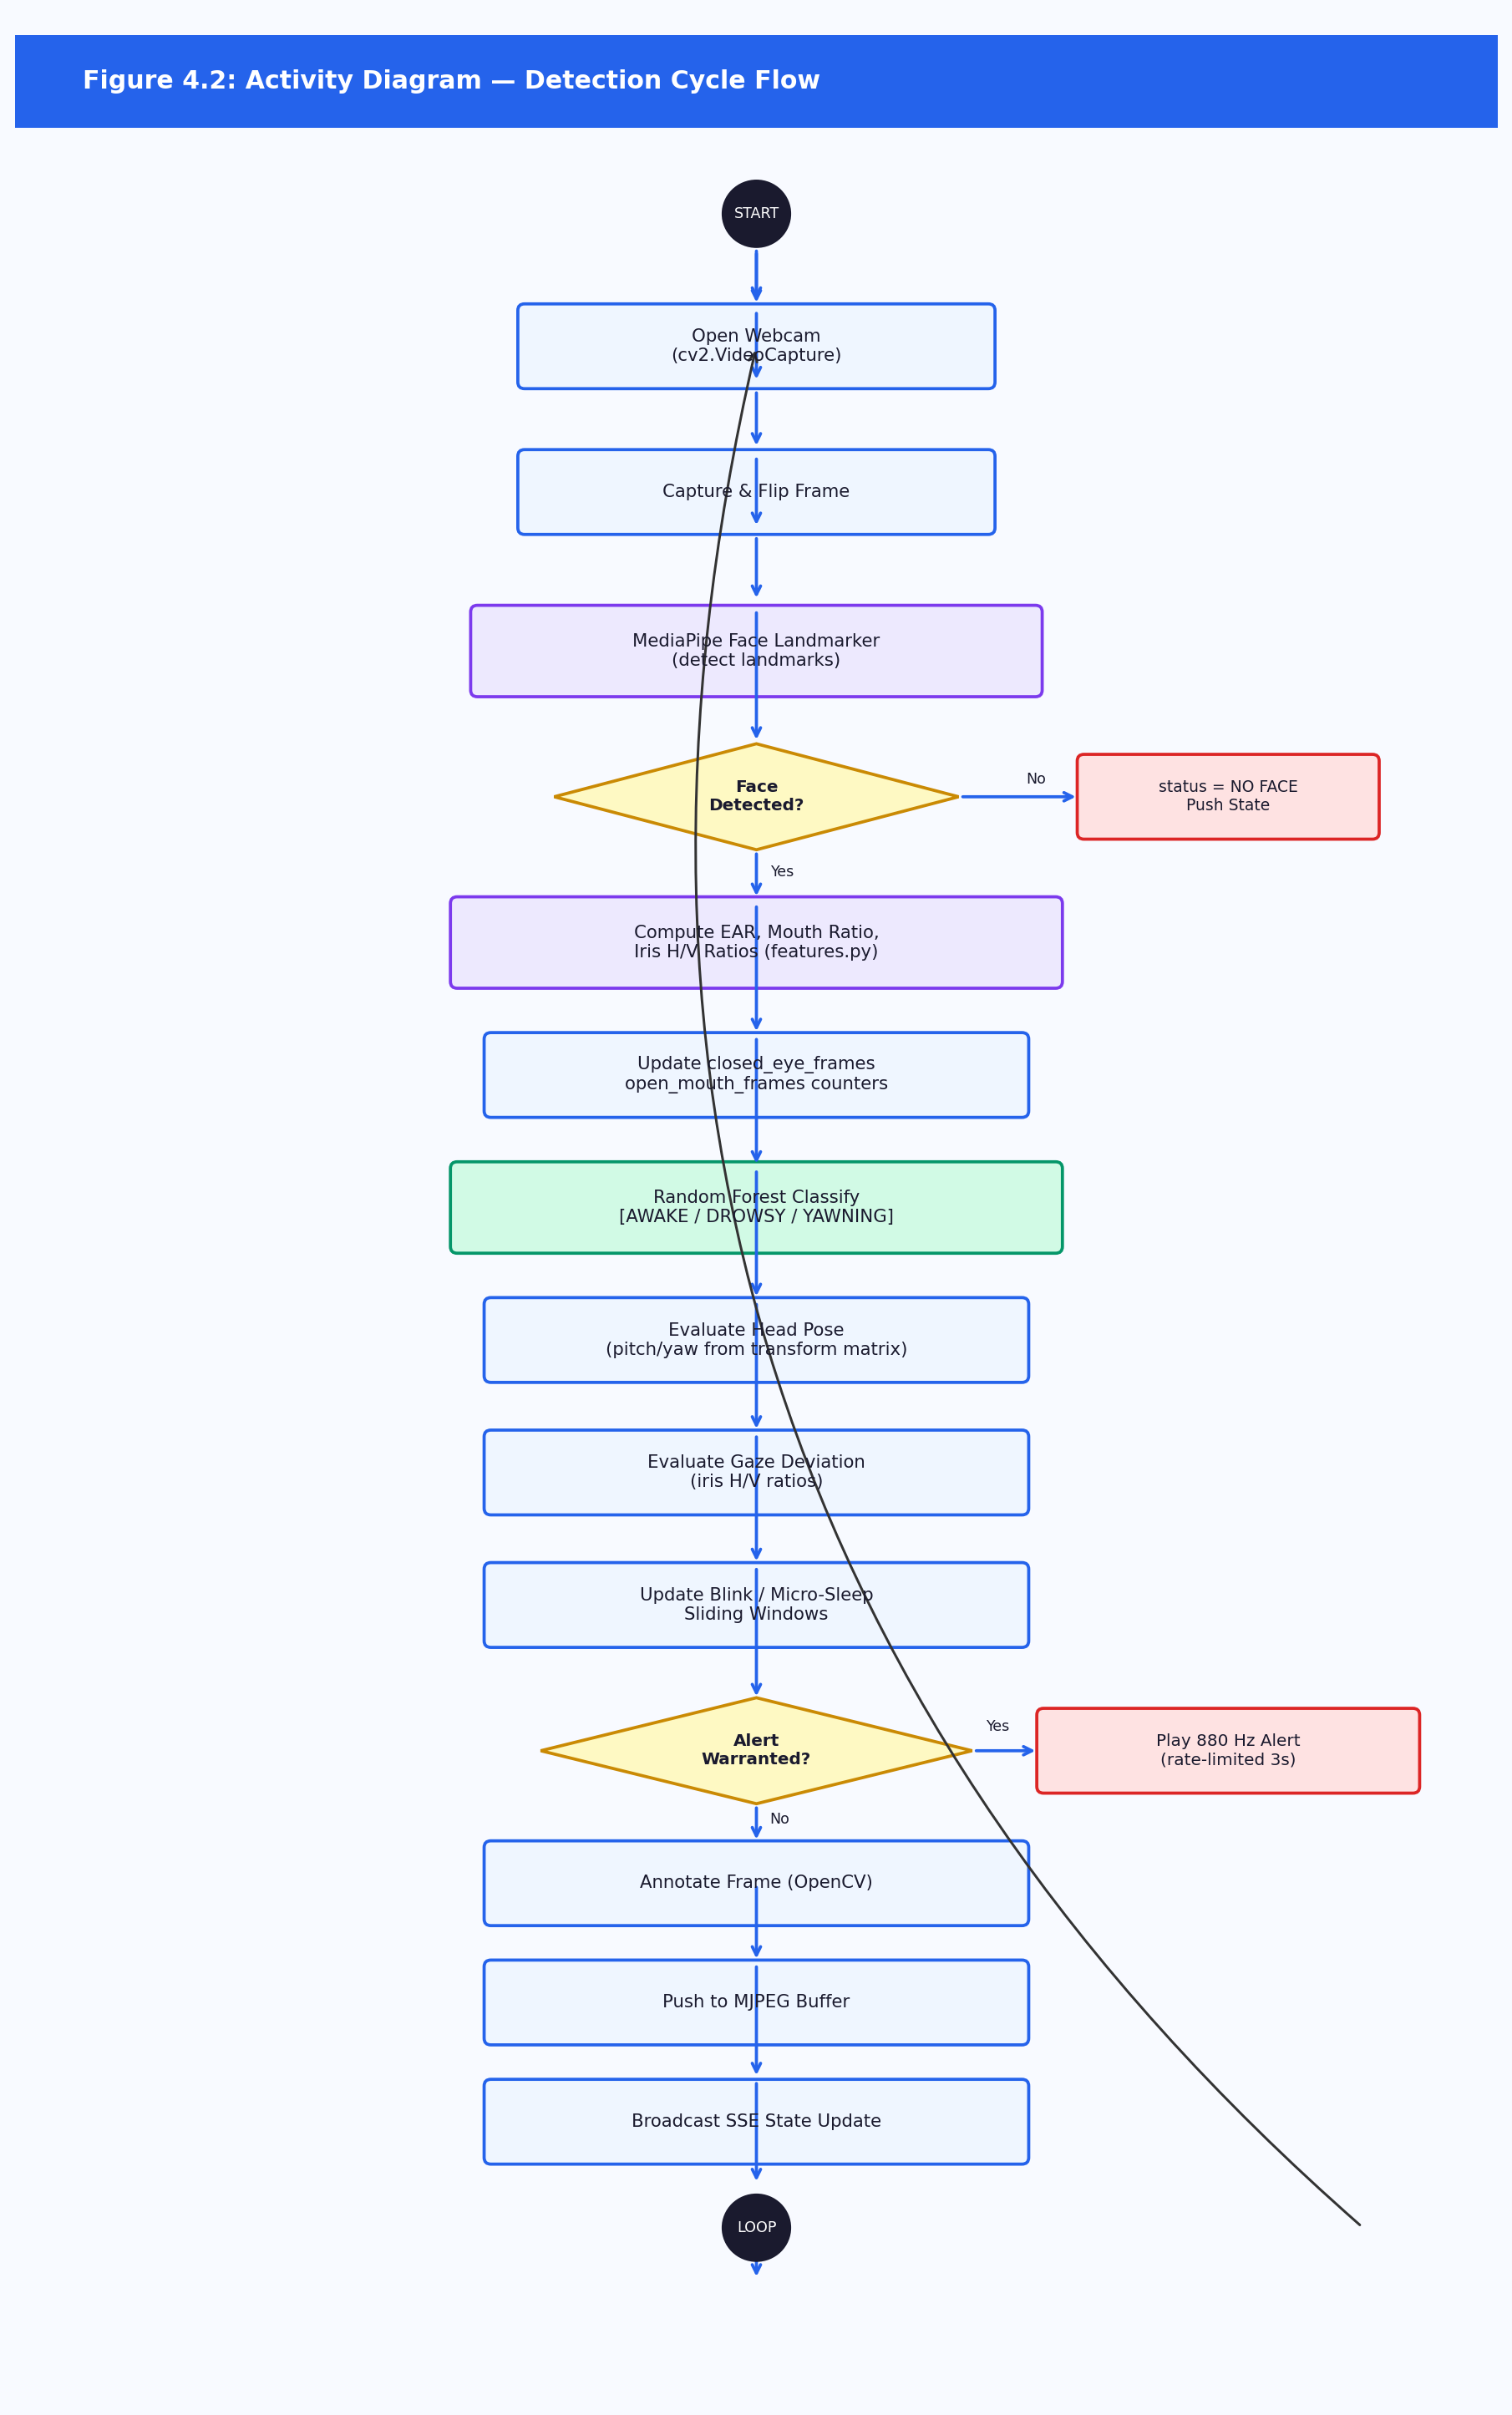 Figure 4.2: Activity Diagram — Detection Cycle Flow
START
Open Webcam
(cv2.VideoCapture)
Capture & Flip Frame
MediaPipe Face Landmarker
(detect landmarks)
Face
Detected?
No
status = NO FACE
Push State
Yes
Compute EAR, Mouth Ratio,
Iris H/V Ratios (features.py)
Update closed_eye_frames
open_mouth_frames counters
Random Forest Classify
[AWAKE / DROWSY / YAWNING]
Evaluate Head Pose
(pitch/yaw from transform matrix)
Evaluate Gaze Deviation
(iris H/V ratios)
Update Blink / Micro-Sleep
Sliding Windows
Alert
Warranted?
Yes
Play 880 Hz Alert
(rate-limited 3s)
No
Annotate Frame (OpenCV)
Push to MJPEG Buffer
Broadcast SSE State Update
LOOP